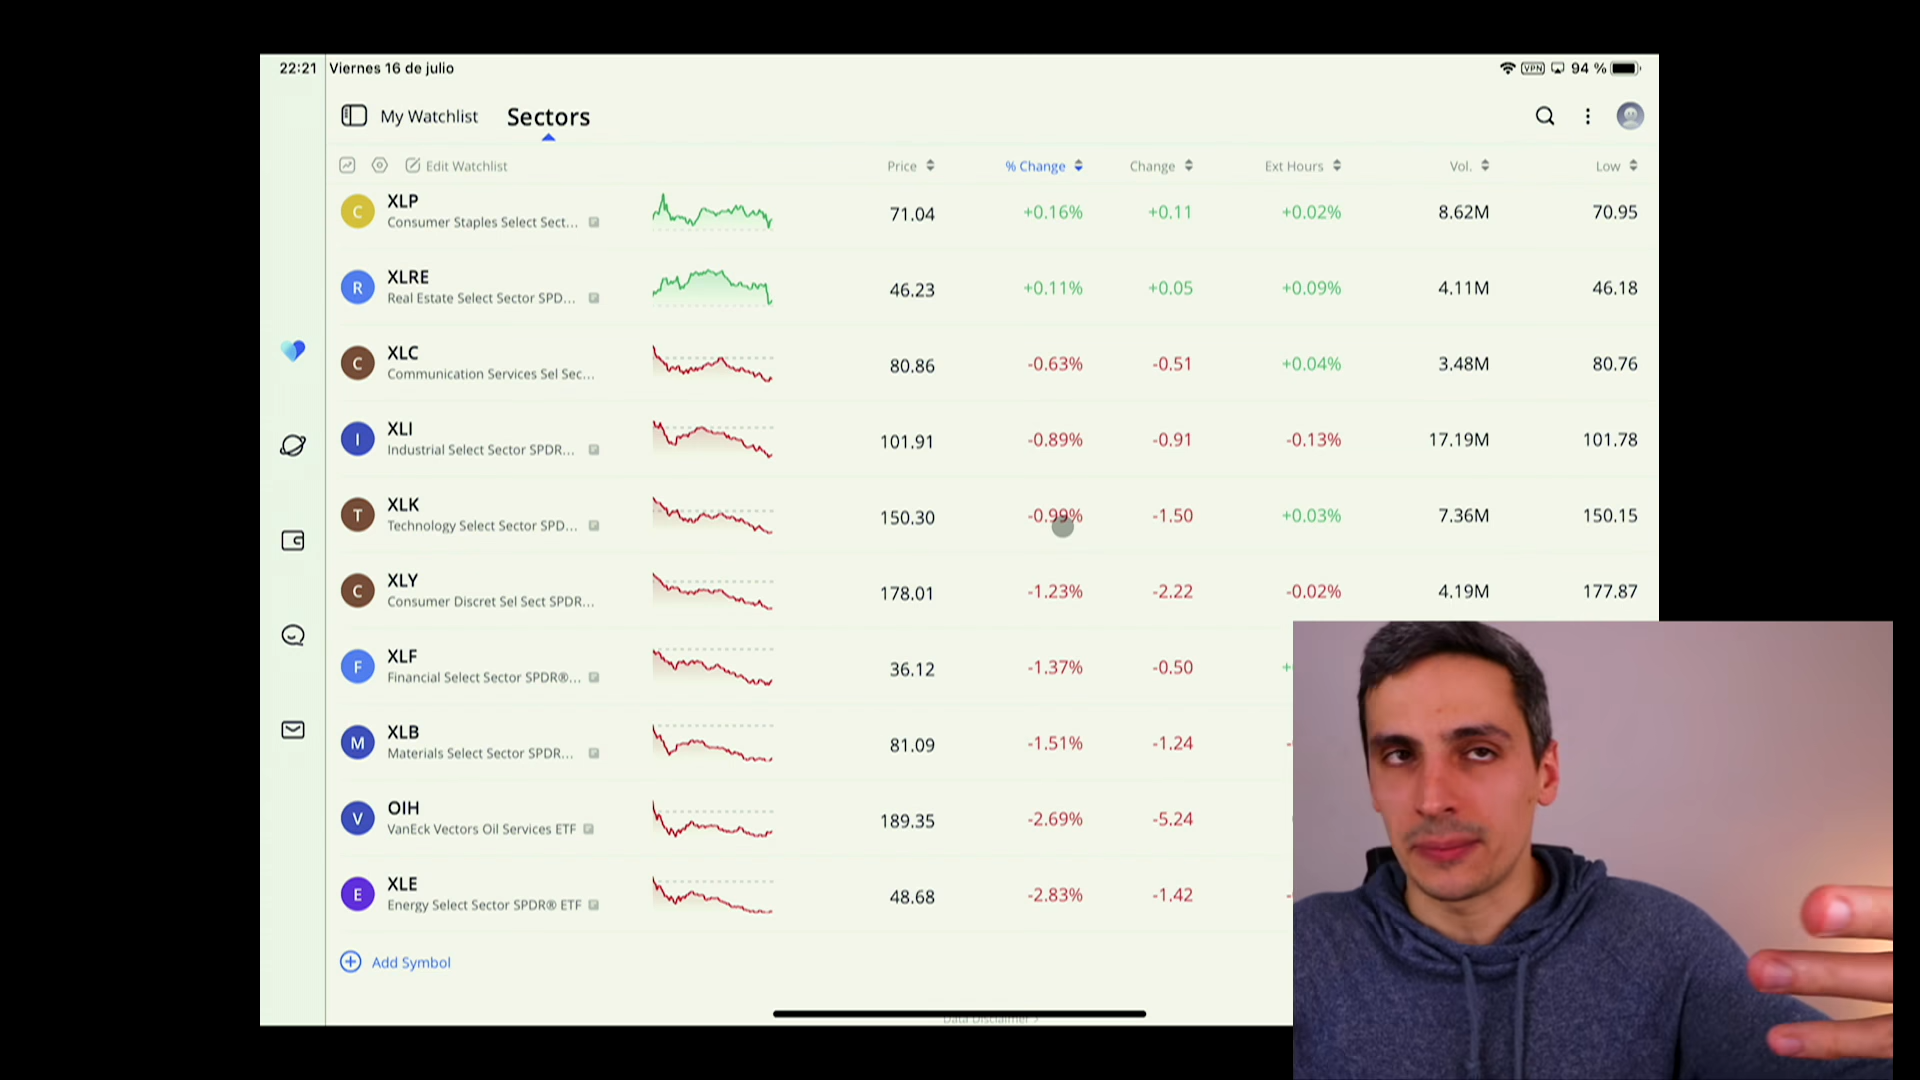 22:21 Viernes 16 de julio VPN 94 %
My Watchlist Sectors
Edit Watchlist Price % Change Change Ext Hours Vol. Low
C XLP 71.04 +0.16% +0.11 +0.02% 8.62M 70.95
Consumer Staples Select Sect...
R XLRE 46.23 +0.11% +0.05 +0.09% 4.11M 46.18
Real Estate Select Sector SPD...
C XLC 80.86 -0.63% -0.51 +0.04% 3.48M 80.76
Communication Services Sel Sec...
I XLI 101.91 -0.89% -0.91 -0.13% 17.19M 101.78
Industrial Select Sector SPDR...
T XLK 150.30 -0.99% -1.50 +0.03% 7.36M 150.15
Technology Select Sector SPD...
C XLY 178.01 -1.23% -2.22 -0.02% 4.19M 177.87
Consumer Discret Sel Sect SPDR...
F XLF 36.12 -1.37% -0.50
Financial Select Sector SPDR®...
M XLB 81.09 -1.51% -1.24
Materials Select Sector SPDR...
V OIH 189.35 -2.69% -5.24
VanEck Vectors Oil Services ETF
E XLE 48.68 -2.83% -1.42
Energy Select Sector SPDR® ETF
Add Symbol
Data Disclaimer >